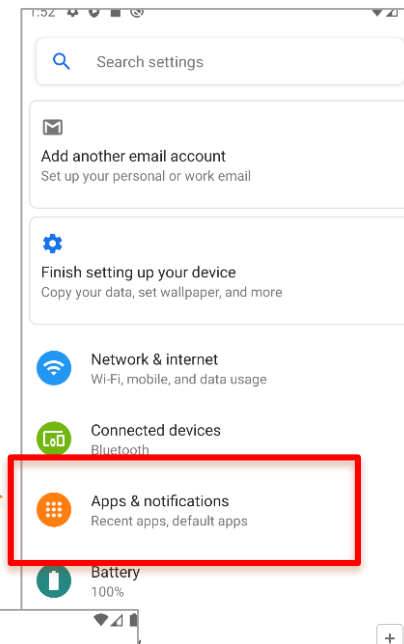 1:52
Search settings
Add another email account
Set up your personal or work email
Finish setting up your device
Copy your data, set wallpaper, and more
Network & internet
Wi-Fi, mobile, and data usage
Connected devices
Bluetooth
Apps & notifications
Recent apps, default apps
Battery
100%
+